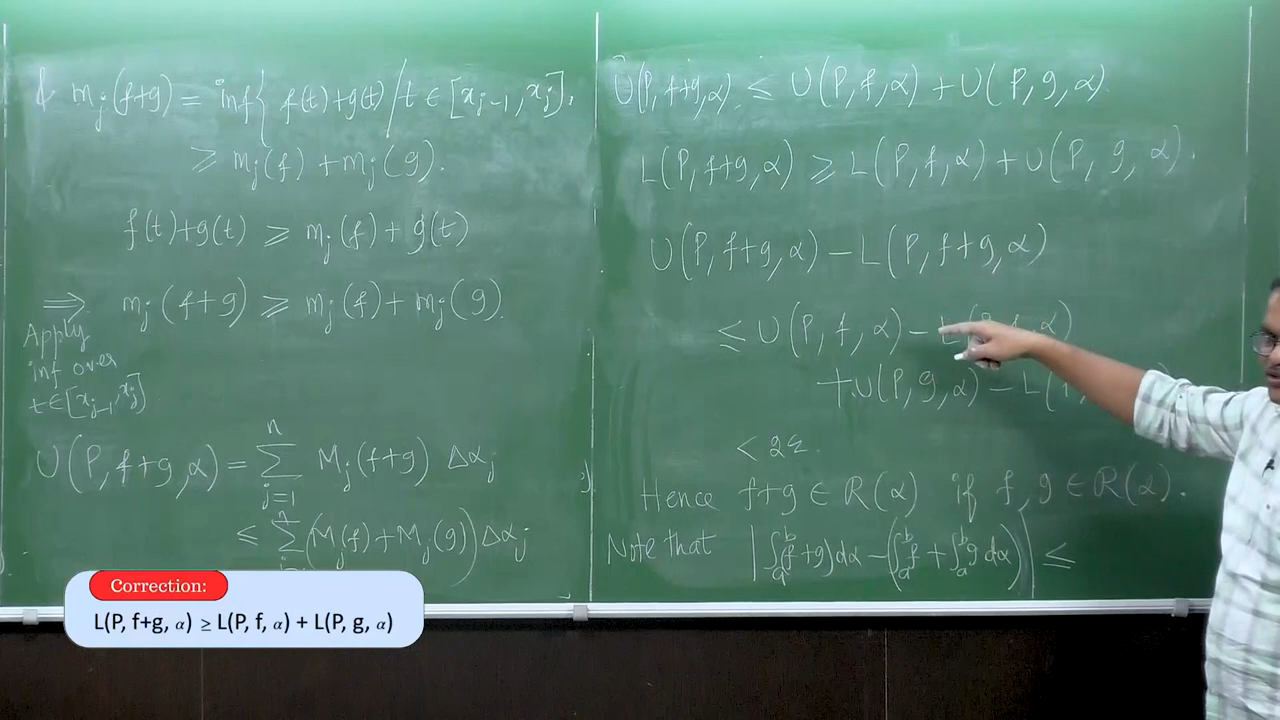 & m_j(f+g) = inf{ f(t)+g(t) / t ∈ [x_{j-1}, x_j],
≥ m_j(f) + m_j(g).
f(t)+g(t) ≥ m_j(f) + g(t)
⟹ m_j(f+g) ≥ m_j(f) + m_j(g).
Apply
inf over
t∈[x_{j-1}, x_j]
U(P, f+g, α) = Σ_{j=1}^{n} M_j(f+g) Δα_j
≤ Σ^{n} (M_j(f) + M_j(g)) Δα_j
U(P, f+g, α) ≤ U(P, f, α) + U(P, g, α).
L(P, f+g, α) ≥ L(P, f, α) + U(P, g, α).
U(P, f+g, α) − L(P, f+g, α)
≤ U(P, f, α) − L( α)
+ U(P, g, α) − L(
< 2ε.
Hence f+g ∈ R(α) if f, g ∈ R(α).
Note that |∫_a^b (f+g) dα − (∫_a^b f + ∫_a^b g dα)| ≤
Correction:
L(P, f+g, α) ≥ L(P, f, α) + L(P, g, α)